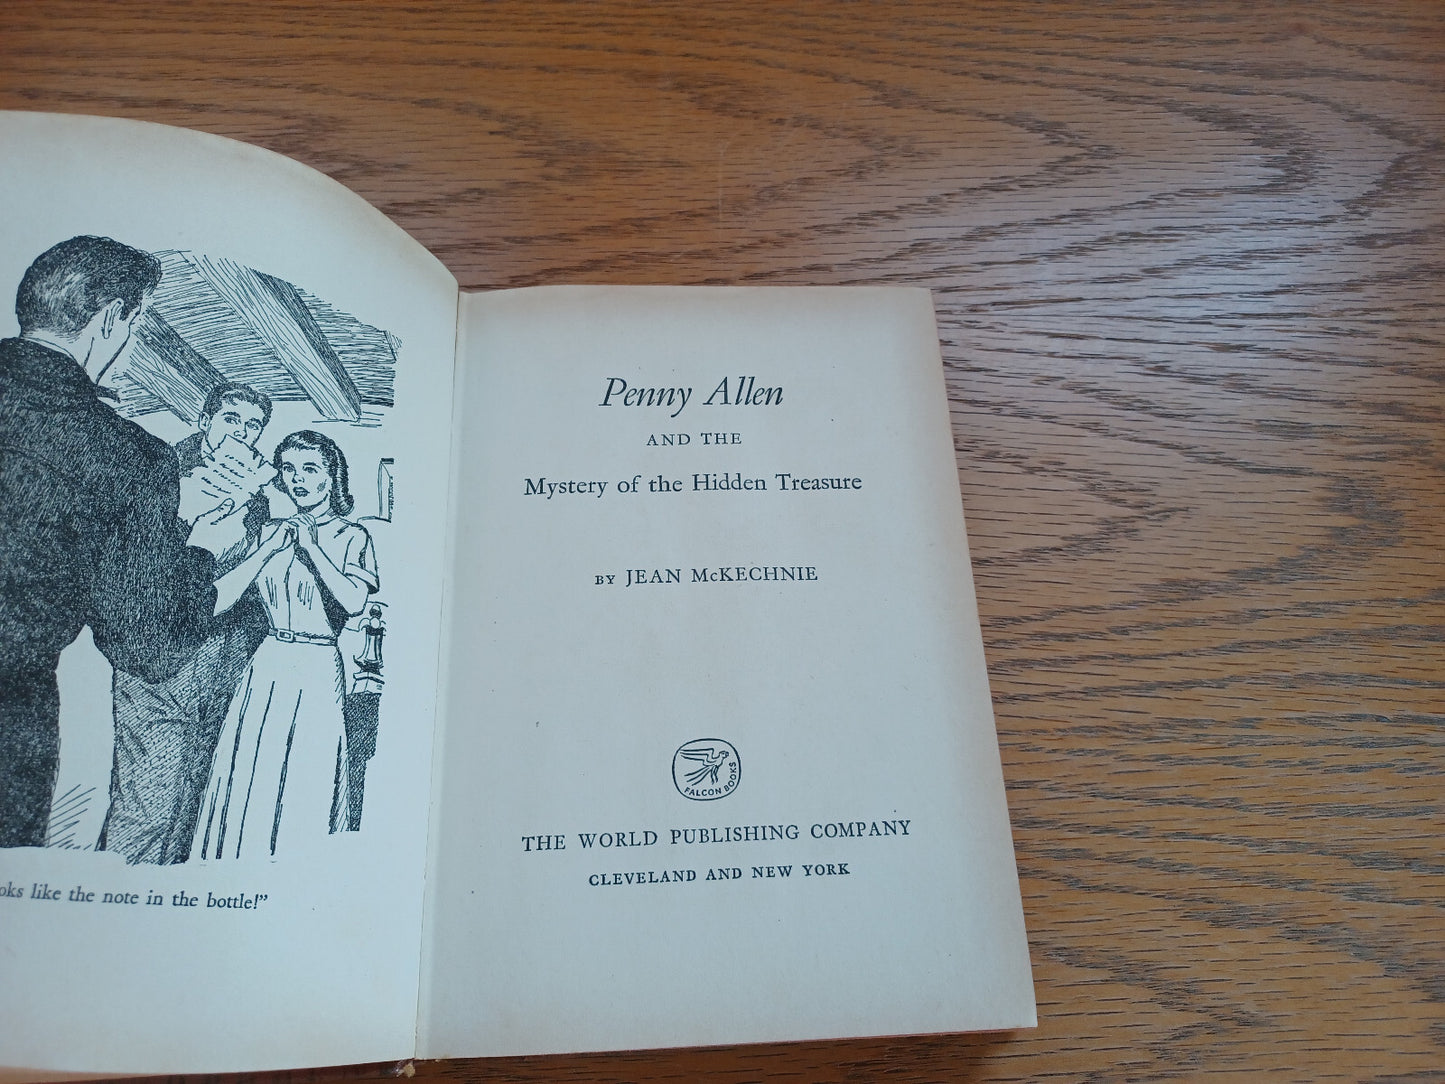 oks like the note in the bottle!”
Penny Allen
AND THE
Mystery of the Hidden Treasure
BY JEAN McKECHNIE
FALCON BOOKS
THE WORLD PUBLISHING COMPANY
CLEVELAND AND NEW YORK